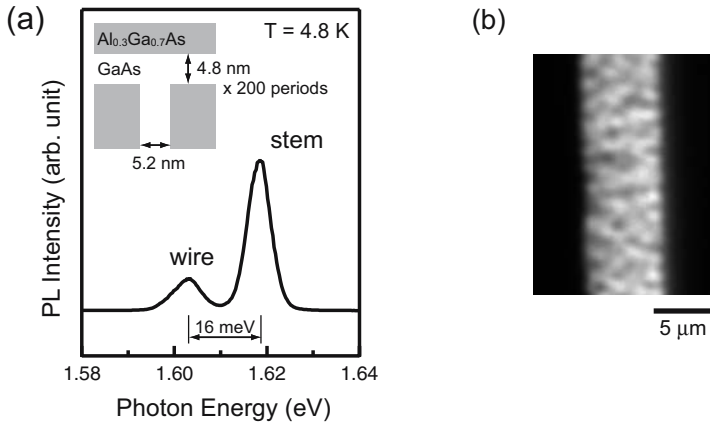 (a)
Al0.3Ga0.7As
T = 4.8 K
GaAs
4.8 nm
x 200 periods
5.2 nm
stem
wire
16 meV
PL Intensity (arb. unit)
1.58
1.60
1.62
1.64
Photon Energy (eV)
(b)
5 μm